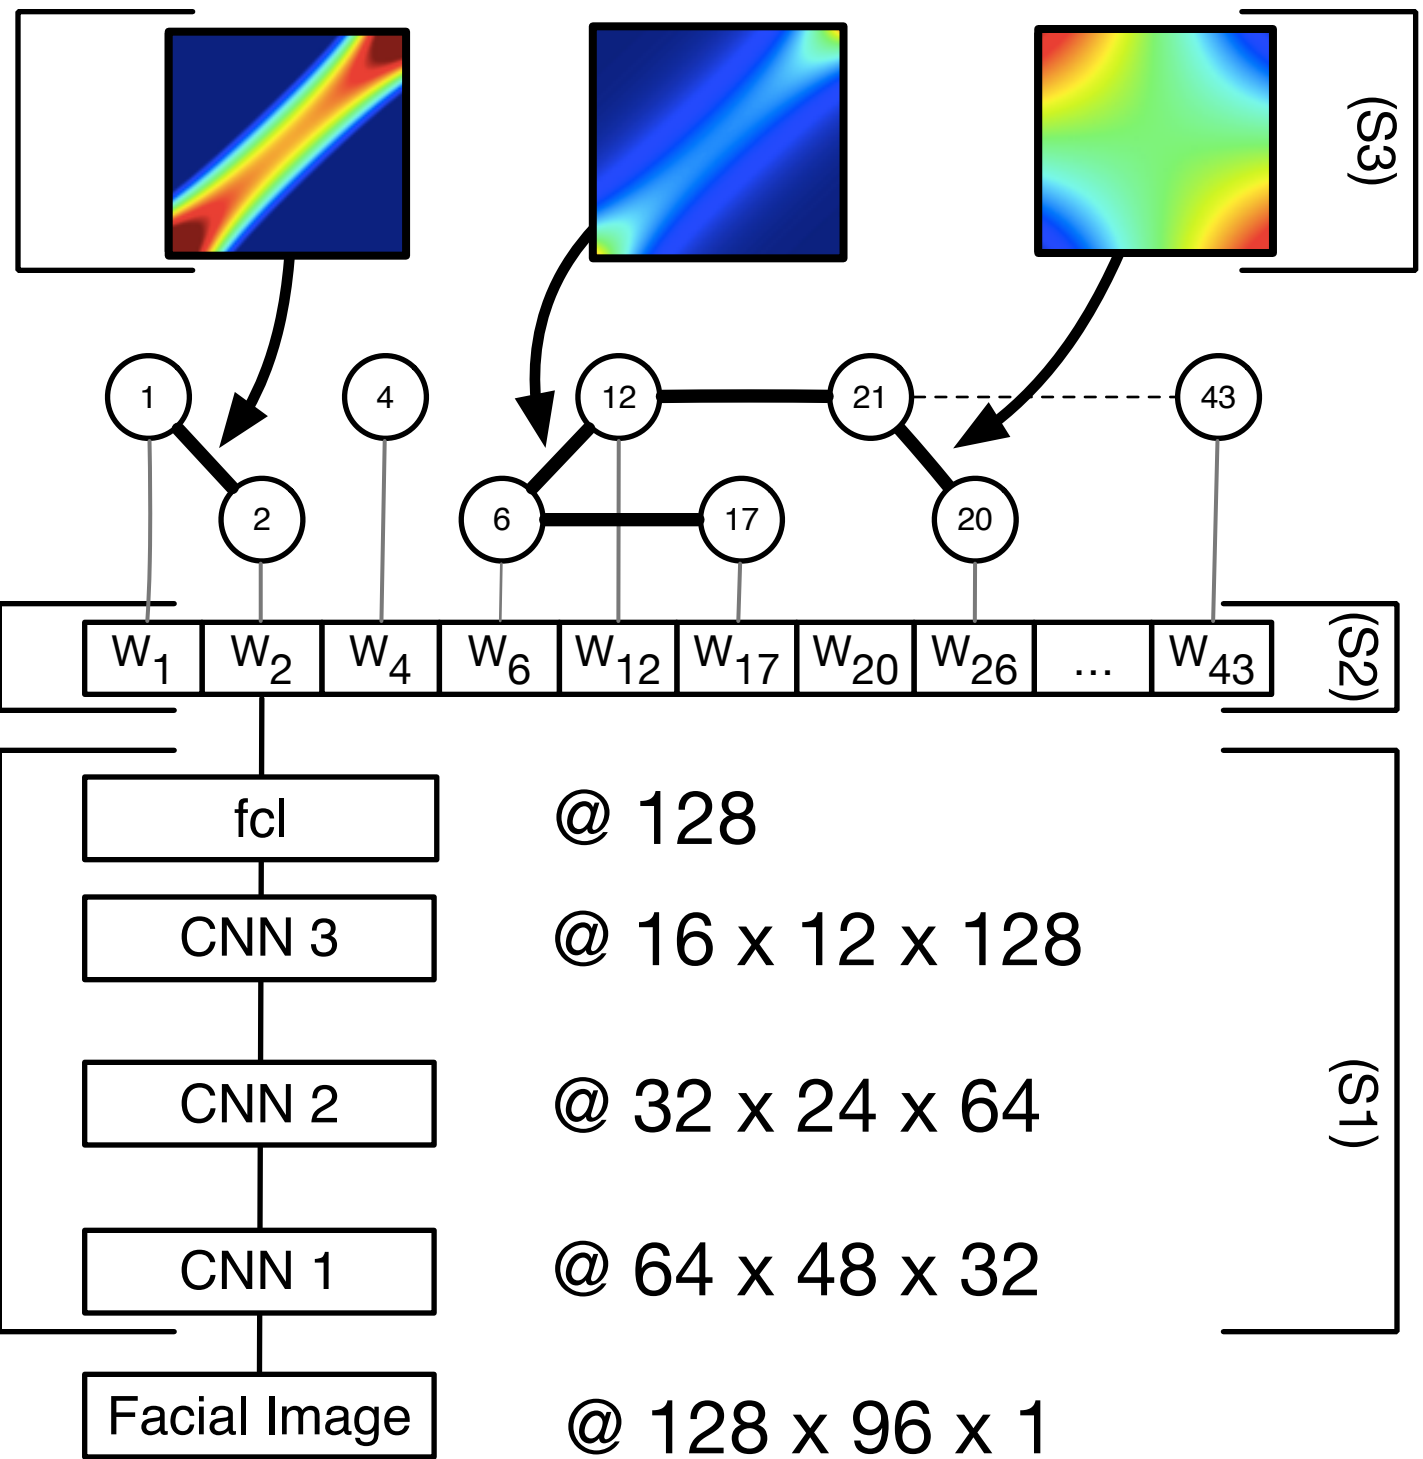 (S3)
1
4
12
21
43
2
6
17
20
W1 W2 W4 W6 W12 W17 W20 W26 ... W43
(S2)
fcl @ 128
CNN 3 @ 16 x 12 x 128
CNN 2 @ 32 x 24 x 64
(S1)
CNN 1 @ 64 x 48 x 32
Facial Image @ 128 x 96 x 1